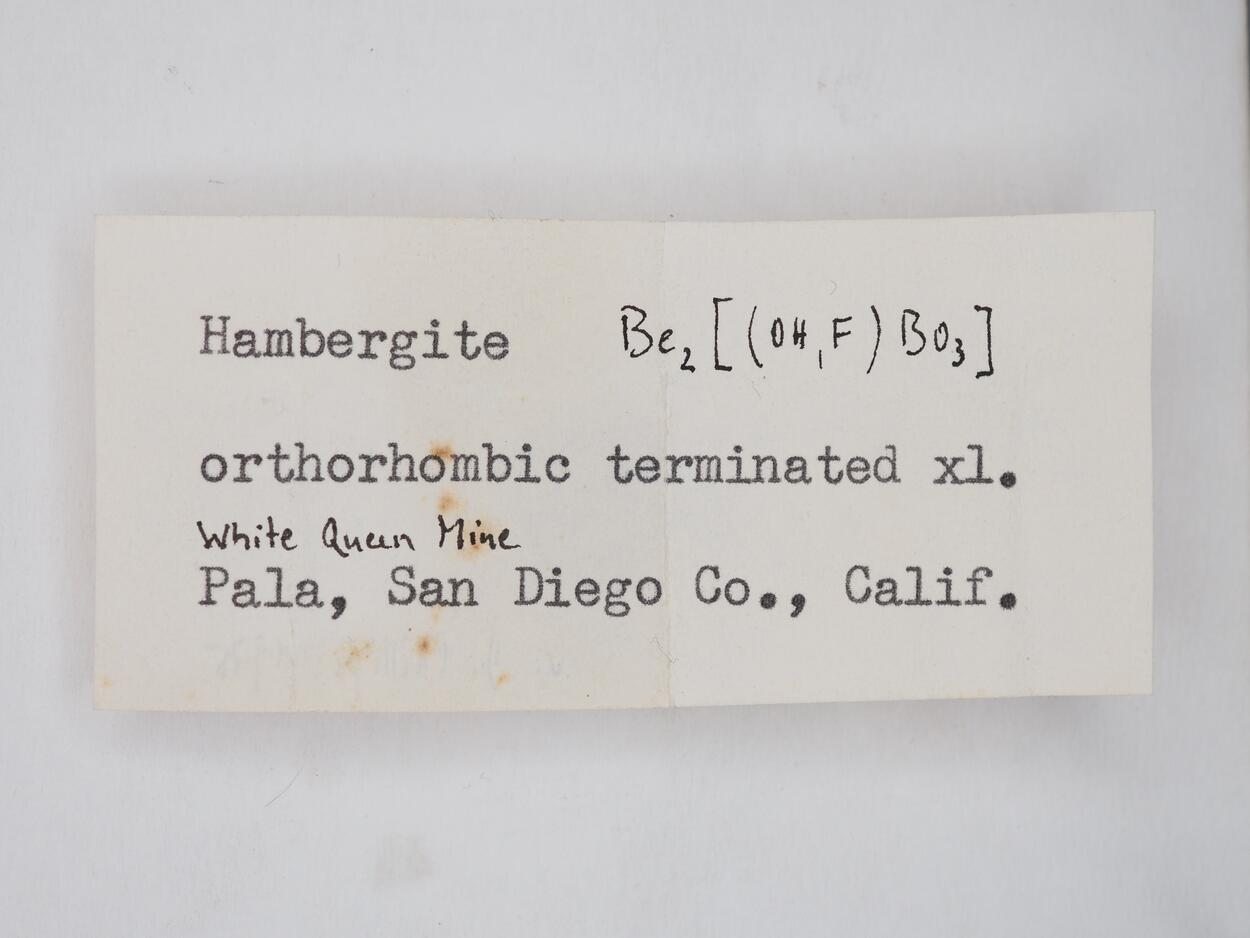 Hambergite Be₂[(OH,F)BO₃]
orthorhombic terminated xl.
White Queen Mine
Pala, San Diego Co., Calif.